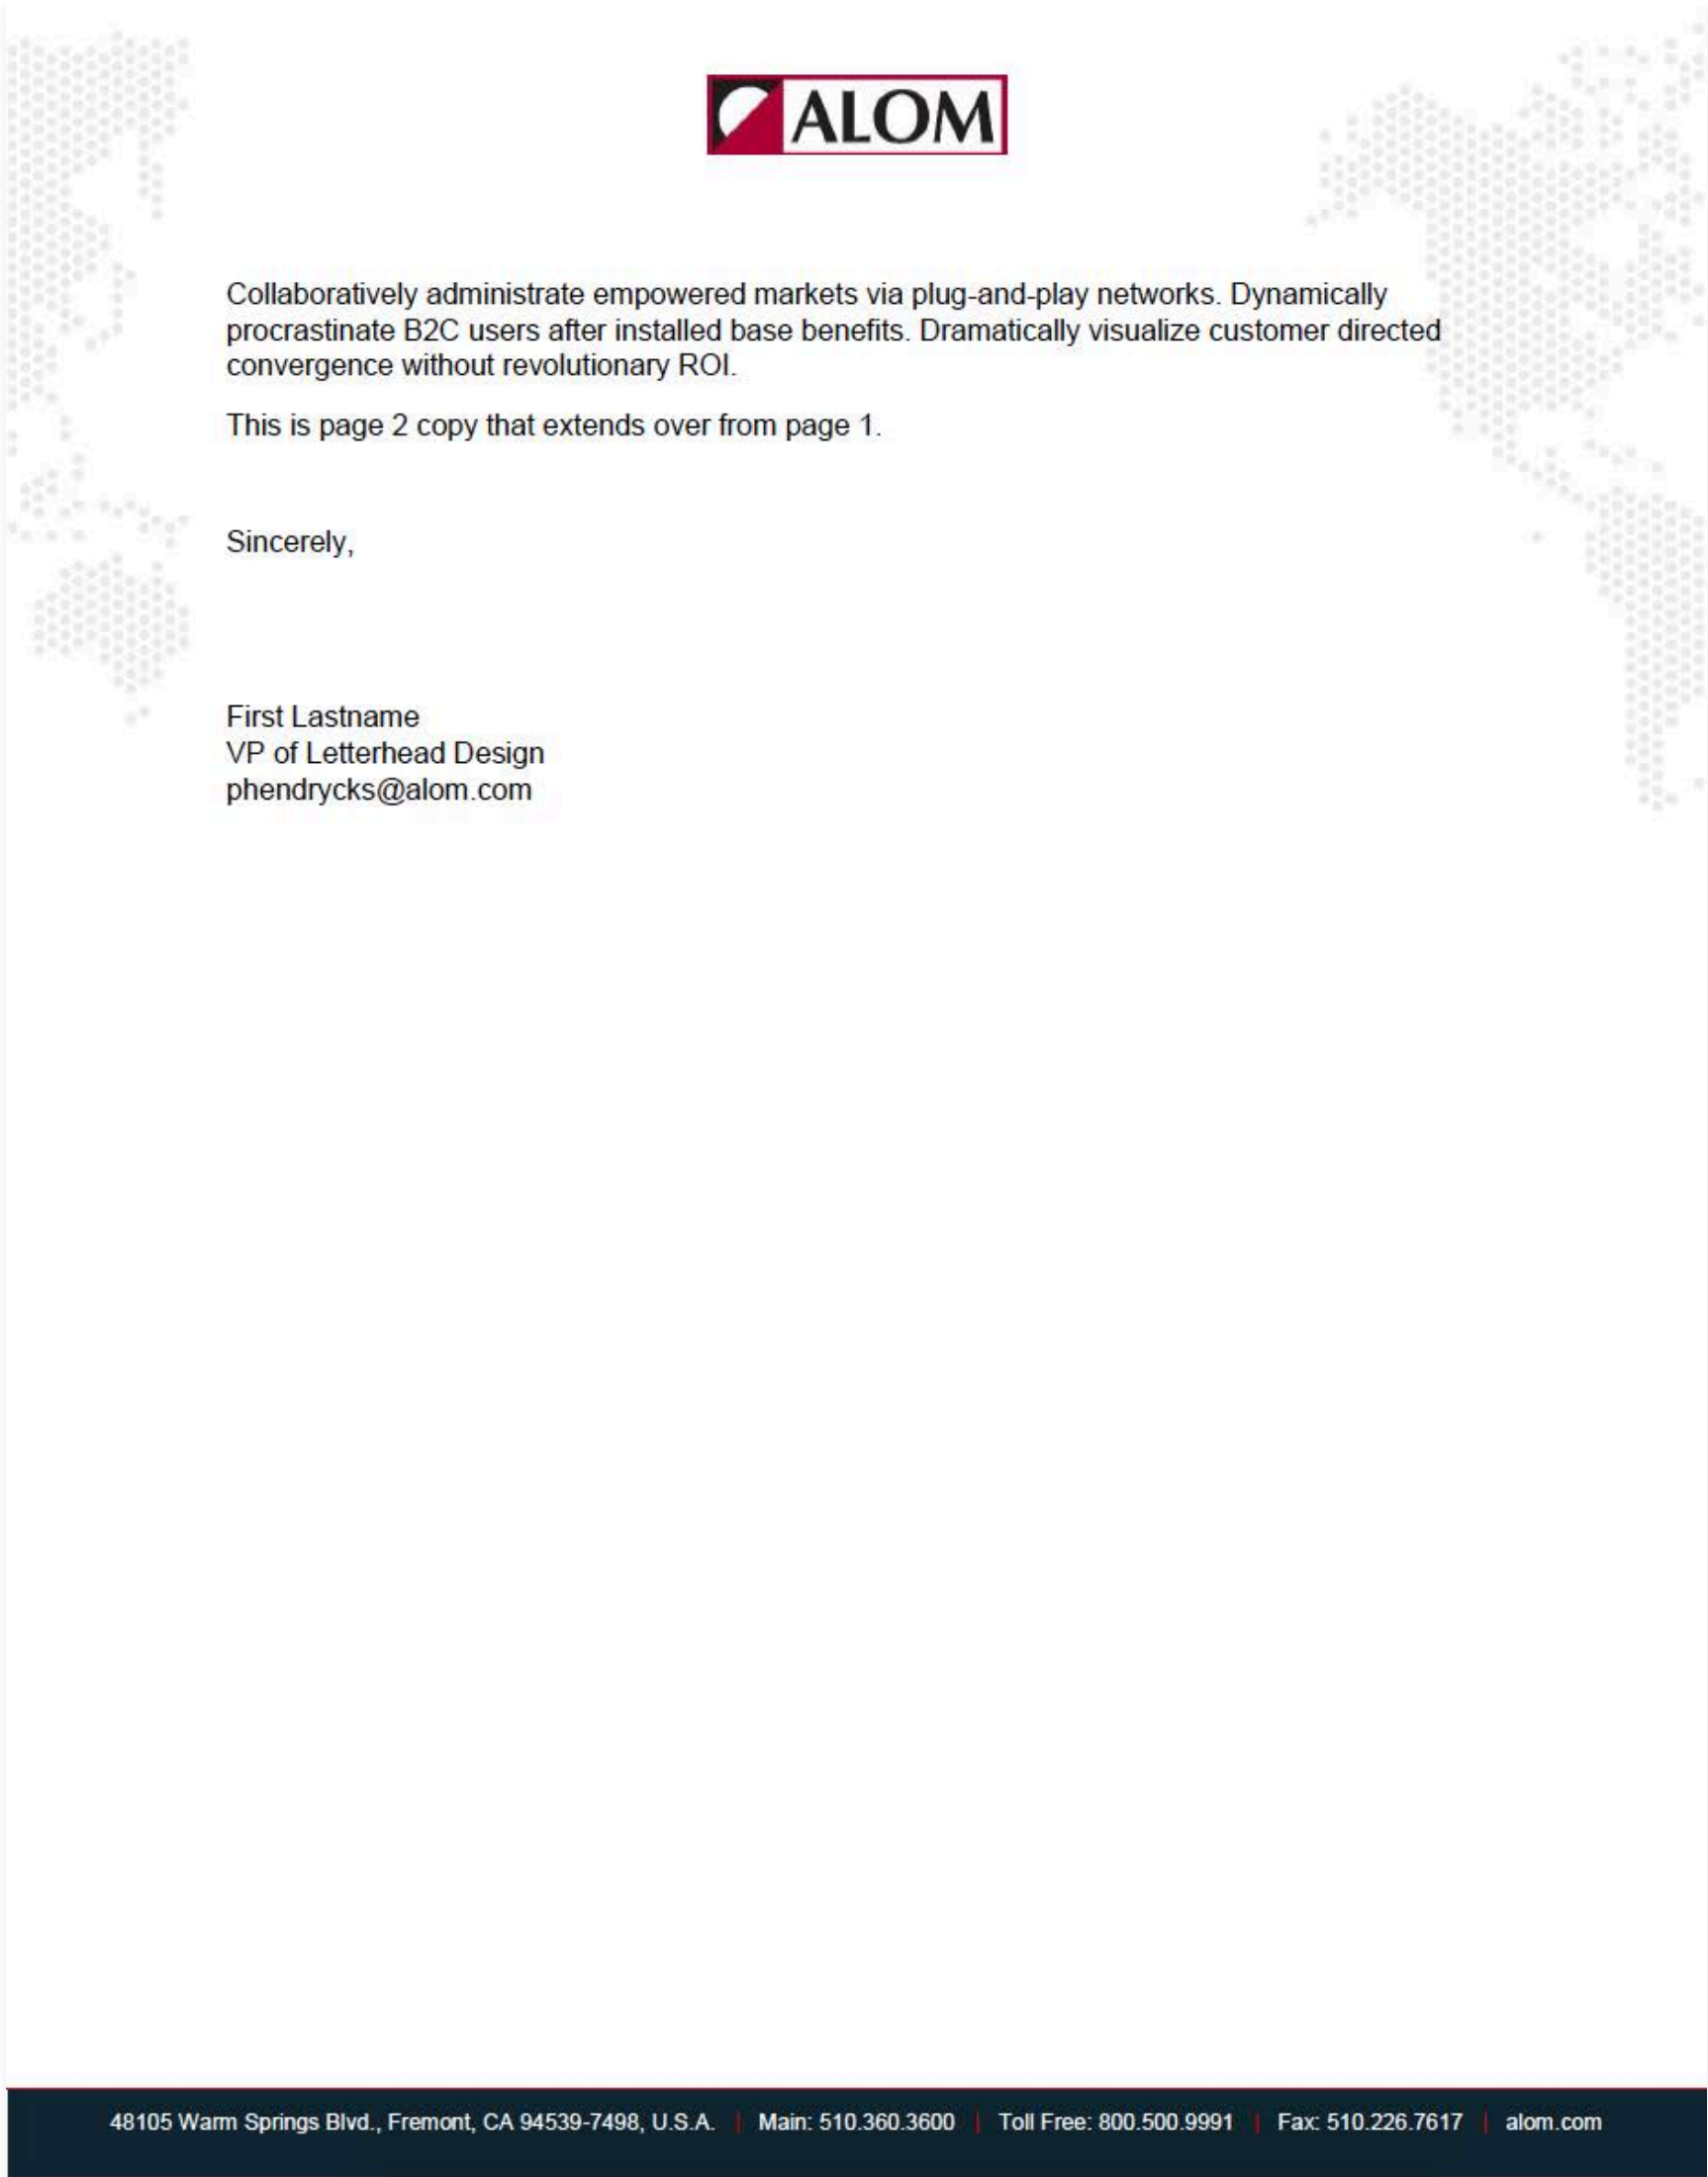 ALOM
Collaboratively administrate empowered markets via plug-and-play networks. Dynamically
procrastinate B2C users after installed base benefits. Dramatically visualize customer directed
convergence without revolutionary ROI.
This is page 2 copy that extends over from page 1.
Sincerely,
First Lastname
VP of Letterhead Design
phendrycks@alom.com
48105 Warm Springs Blvd., Fremont, CA 94539-7498, U.S.A. | Main: 510.360.3600 | Toll Free: 800.500.9991 | Fax: 510.226.7617 | alom.com